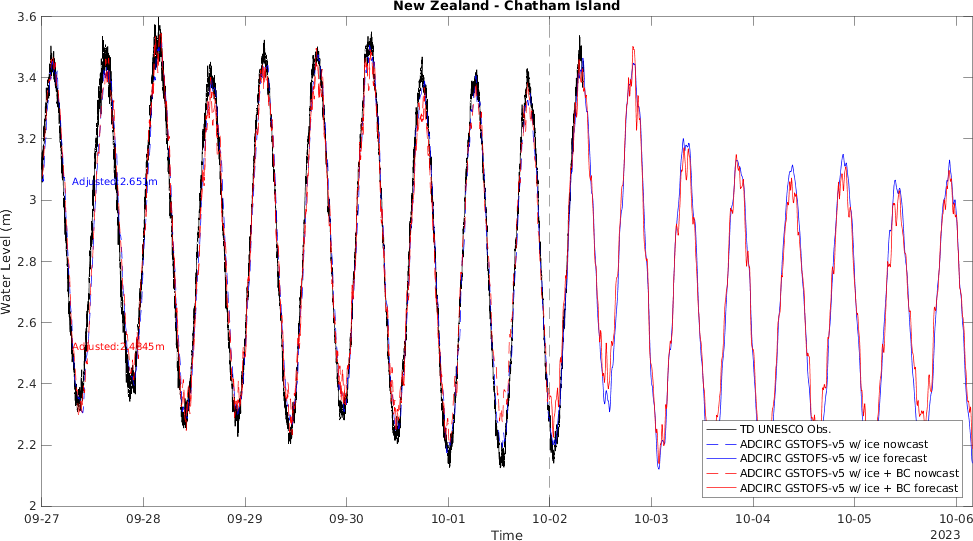 New Zealand - Chatham Island
3.6
3.4
3.2
3
2.8
2.6
2.4
2.2
2
Water Level (m)
Adjusted:2.651m
Adjusted:2.4845m
TD UNESCO Obs.
ADCIRC GSTOFS-v5 w/ ice nowcast
ADCIRC GSTOFS-v5 w/ ice forecast
ADCIRC GSTOFS-v5 w/ ice + BC nowcast
ADCIRC GSTOFS-v5 w/ ice + BC forecast
09-27 09-28 09-29 09-30 10-01 10-02 10-03 10-04 10-05 10-06
Time
2023